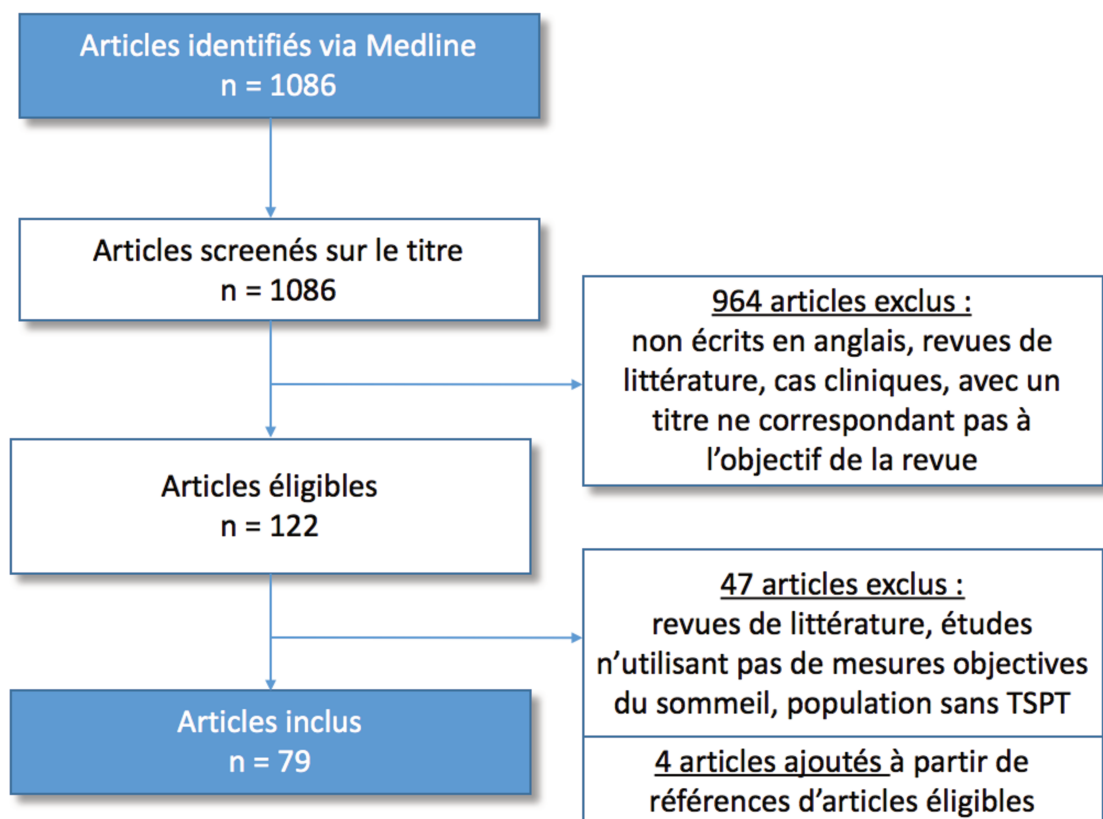 Articles identifiés via Medline
n = 1086
Articles screenés sur le titre
n = 1086
964 articles exclus :
non écrits en anglais, revues de
littérature, cas cliniques, avec un
titre ne correspondant pas à
l’objectif de la revue
Articles éligibles
n = 122
47 articles exclus :
revues de littérature, études
n’utilisant pas de mesures objectives
du sommeil, population sans TSPT
Articles inclus
n = 79
4 articles ajoutés à partir de
références d’articles éligibles